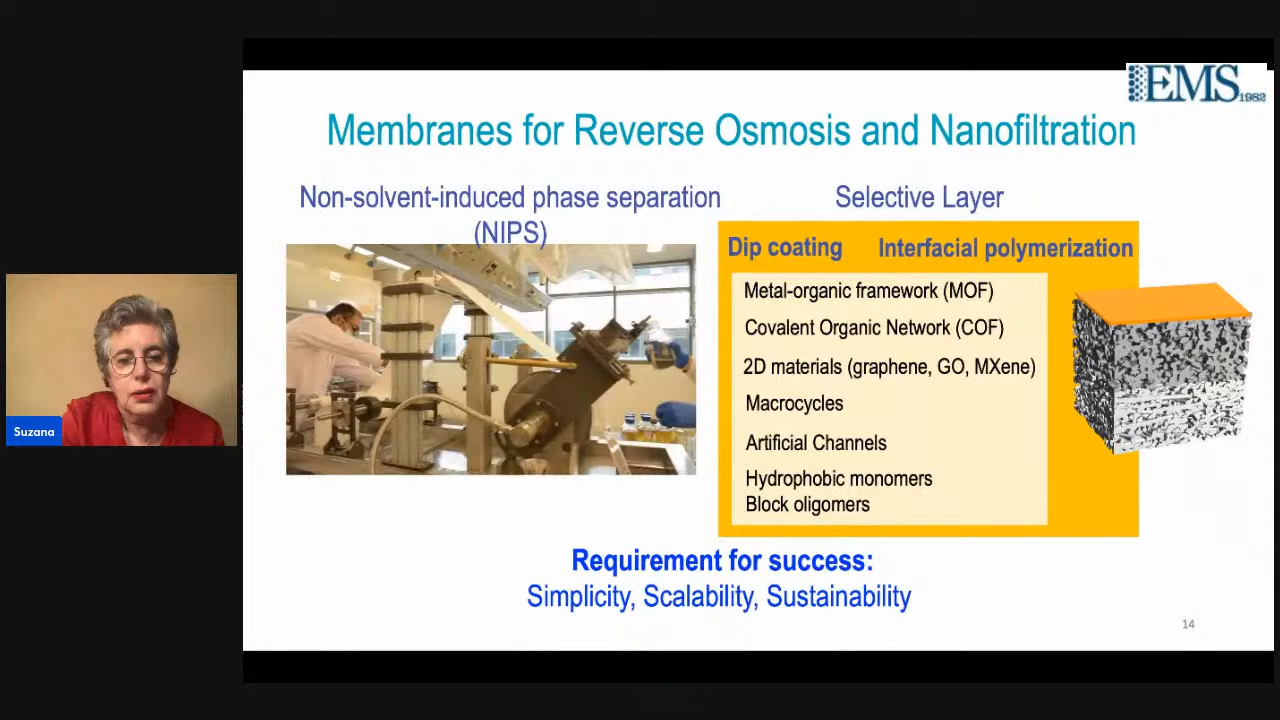 EMS 1982
Membranes for Reverse Osmosis and Nanofiltration
Non-solvent-induced phase separation
(NIPS)
Selective Layer
Dip coating
Interfacial polymerization
Metal-organic framework (MOF)
Covalent Organic Network (COF)
2D materials (graphene, GO, MXene)
Macrocycles
Artificial Channels
Hydrophobic monomers
Block oligomers
Suzana
Requirement for success:
Simplicity, Scalability, Sustainability
14